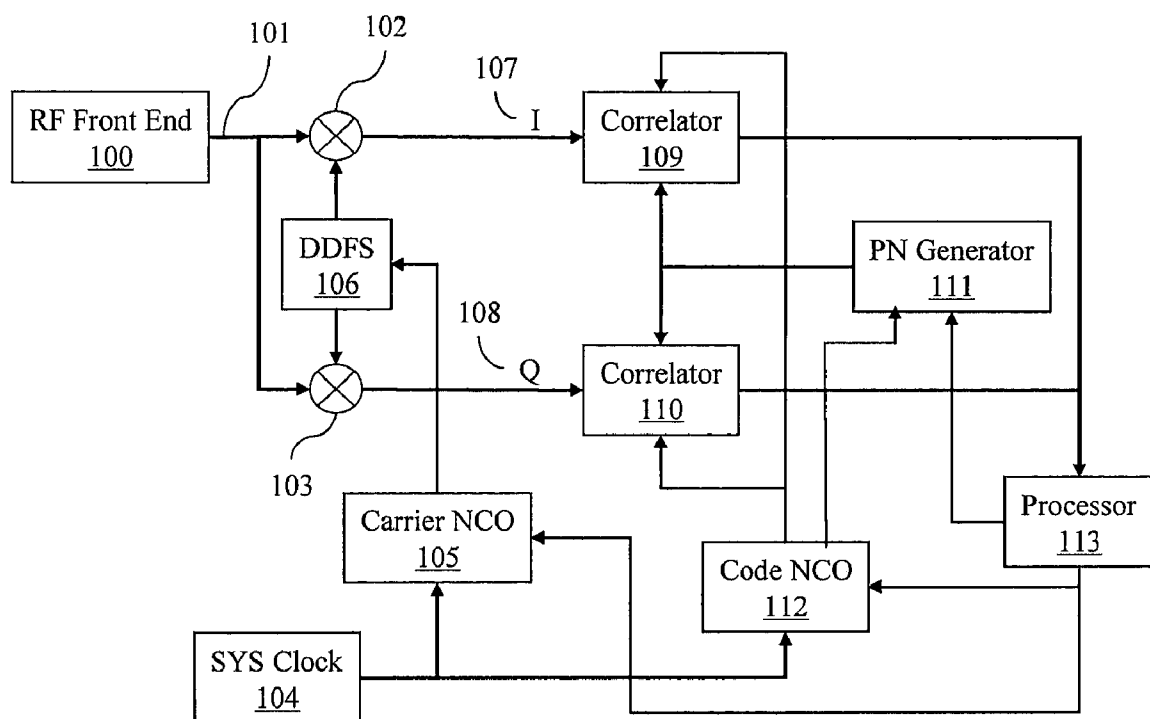 101
102
RF Front End
100
107
I
Correlator
109
DDFS
106
PN Generator
111
108
Q
Correlator
110
103
Carrier NCO
105
Processor
113
Code NCO
112
SYS Clock
104